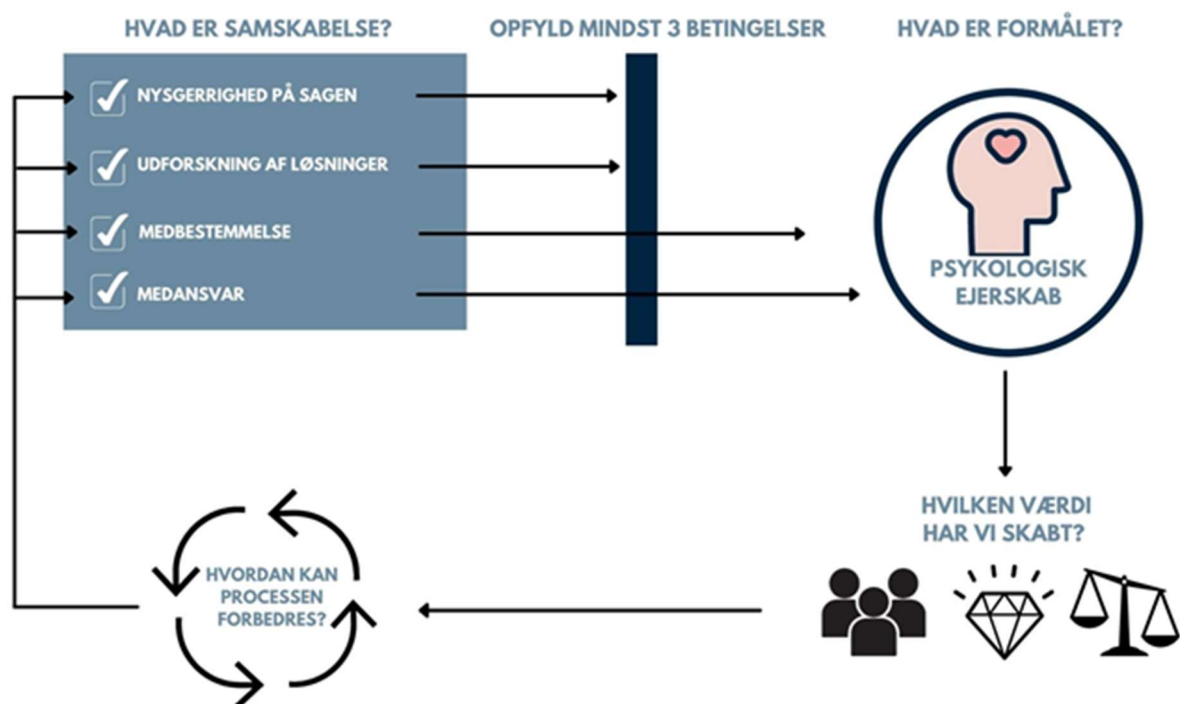 HVAD ER SAMSKABELSE?
OPFYLD MINDST 3 BETINGELSER
HVAD ER FORMÅLET?
NYSGERRIGHED PÅ SAGEN
UDFORSKNING AF LØSNINGER
MEDBESTEMMELSE
MEDANSVAR
PSYKOLOGISK
EJERSKAB
HVILKEN VÆRDI
HAR VI SKABT?
HVORDAN KAN
PROCESSEN
FORBEDRES?